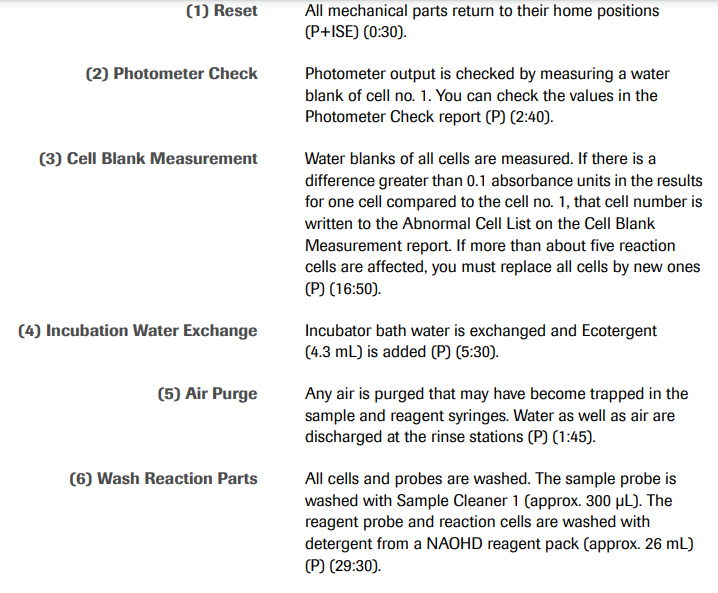 (1) Reset
All mechanical parts return to their home positions
(P+ISE) (0:30).
(2) Photometer Check
Photometer output is checked by measuring a water
blank of cell no. 1. You can check the values in the
Photometer Check report (P) (2:40).
(3) Cell Blank Measurement
Water blanks of all cells are measured. If there is a
difference greater than 0.1 absorbance units in the results
for one cell compared to the cell no. 1, that cell number is
written to the Abnormal Cell List on the Cell Blank
Measurement report. If more than about five reaction
cells are affected, you must replace all cells by new ones
(P) (16:50).
(4) Incubation Water Exchange
Incubator bath water is exchanged and Ecotergent
(4.3 mL) is added (P) (5:30).
(5) Air Purge
Any air is purged that may have become trapped in the
sample and reagent syringes. Water as well as air are
discharged at the rinse stations (P) (1:45).
(6) Wash Reaction Parts
All cells and probes are washed. The sample probe is
washed with Sample Cleaner 1 (approx. 300 µL). The
reagent probe and reaction cells are washed with
detergent from a NAOHD reagent pack (approx. 26 mL)
(P) (29:30).